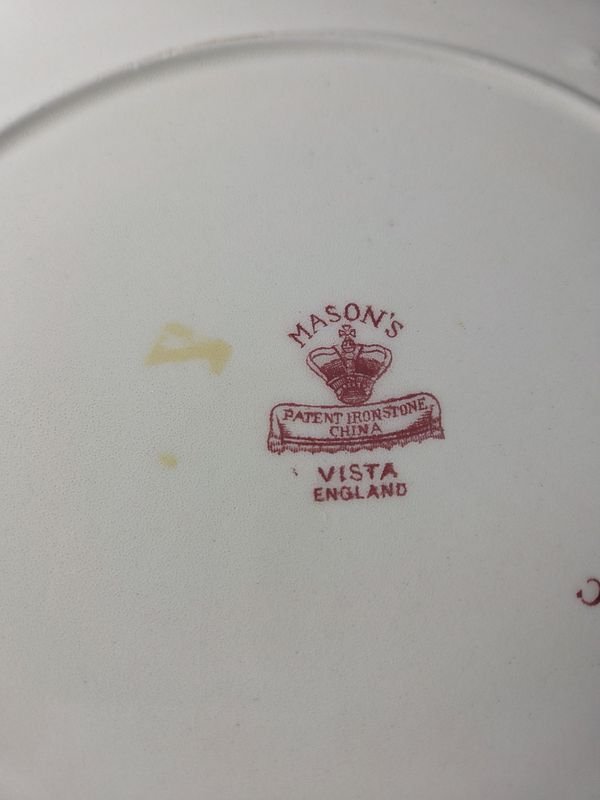 MASON'S
PATENT IRONSTONE
CHINA
VISTA
ENGLAND